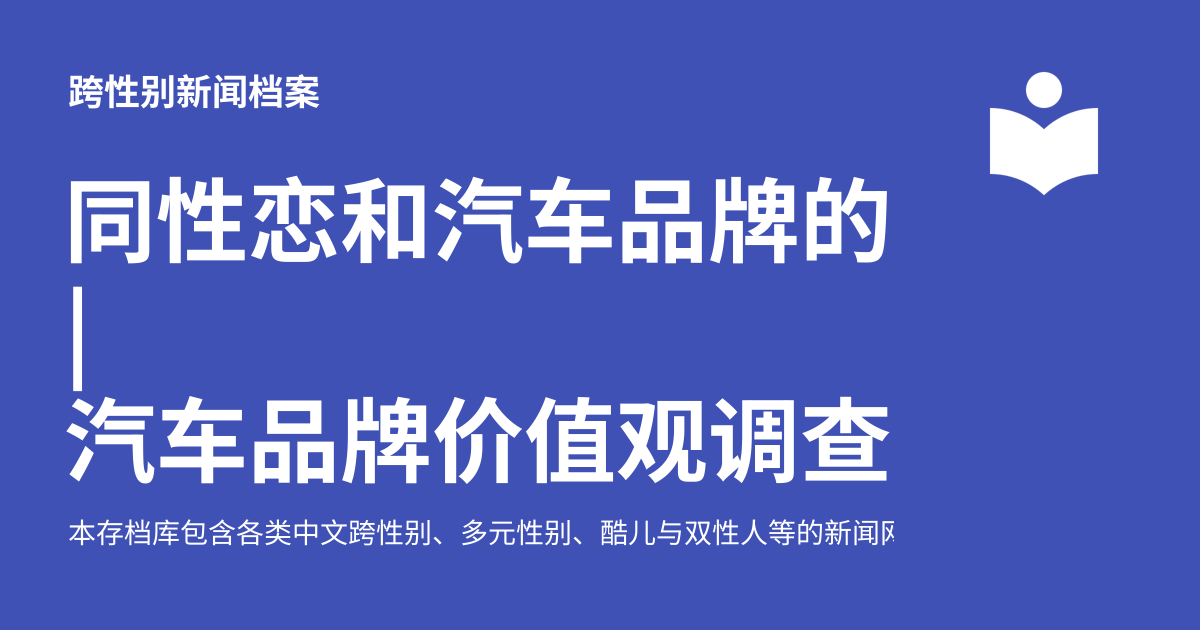 跨性别新闻档案
同性恋和汽车品牌的
|
汽车品牌价值观调查
本存档库包含各类中文跨性别、多元性别、酷儿与双性人等的新闻